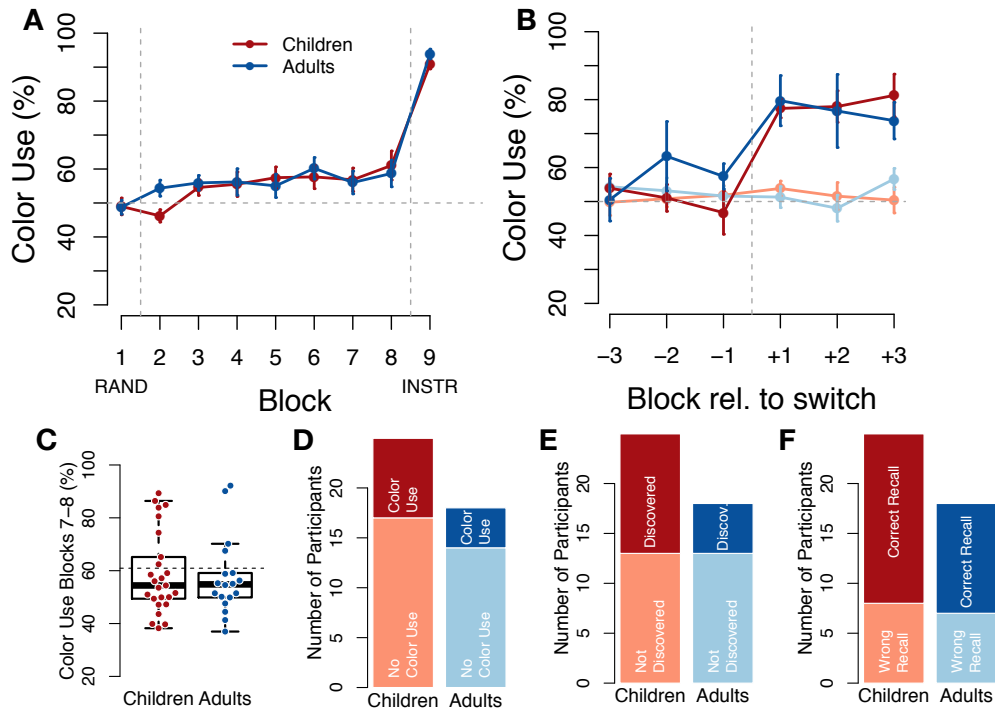 A
Color Use (%)
100
80
60
40
20
Children
Adults
1 2 3 4 5 6 7 8 9
RAND
INSTR
Block
B
Color Use (%)
100
80
60
40
20
−3 −2 −1 +1 +2 +3
Block rel. to switch
C
Color Use Blocks 7−8 (%)
100
80
60
40
20
Children Adults
D
Number of Participants
20
15
10
5
0
Color
Use
No
Color Use
Color
Use
No
Color Use
Children Adults
E
Number of Participants
20
15
10
5
0
Discovered
Not
Discovered
Discov.
Not
Discovered
Children Adults
F
Number of Participants
20
15
10
5
0
Correct Recall
Wrong
Recall
Correct Recall
Wrong
Recall
Children Adults